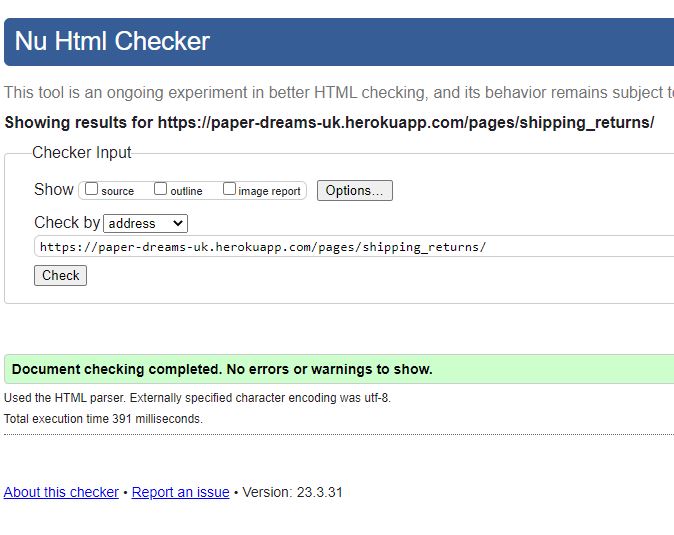 Nu Html Checker
This tool is an ongoing experiment in better HTML checking, and its behavior remains subject
Showing results for https://paper-dreams-uk.herokuapp.com/pages/shipping_returns/
Checker Input
Show source outline image report Options...
Check by address
https://paper-dreams-uk.herokuapp.com/pages/shipping_returns/
Check
Document checking completed. No errors or warnings to show.
Used the HTML parser. Externally specified character encoding was utf-8.
Total execution time 391 milliseconds.
About this checker • Report an issue • Version: 23.3.31